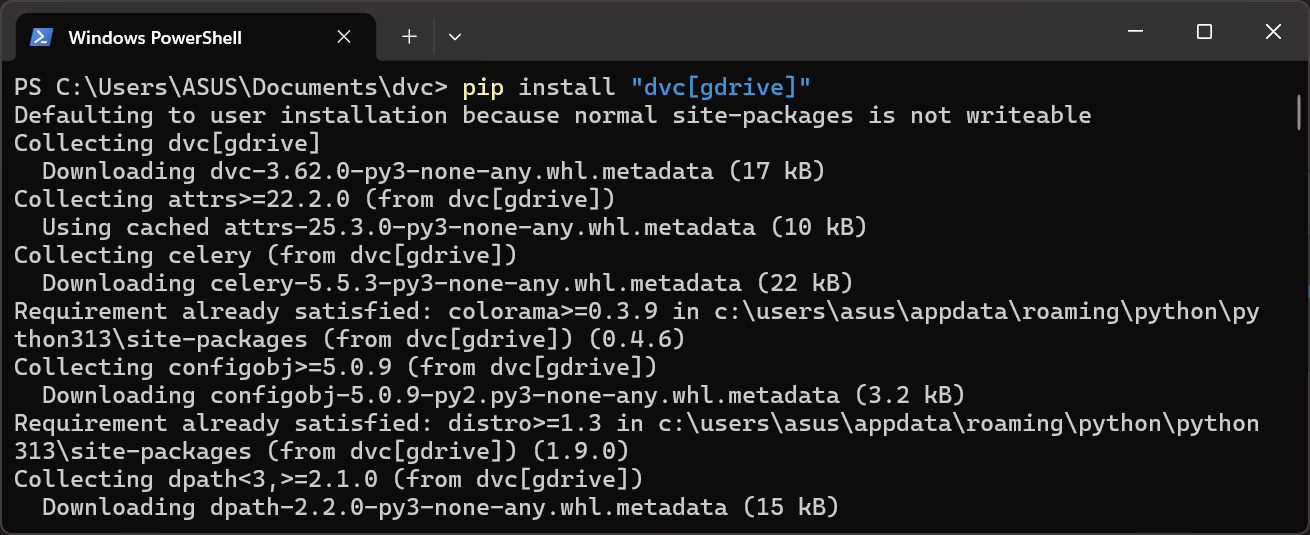 Windows PowerShell
PS C:\Users\ASUS\Documents\dvc> pip install "dvc[gdrive]"
Defaulting to user installation because normal site-packages is not writeable
Collecting dvc[gdrive]
  Downloading dvc-3.62.0-py3-none-any.whl.metadata (17 kB)
Collecting attrs>=22.2.0 (from dvc[gdrive])
  Using cached attrs-25.3.0-py3-none-any.whl.metadata (10 kB)
Collecting celery (from dvc[gdrive])
  Downloading celery-5.5.3-py3-none-any.whl.metadata (22 kB)
Requirement already satisfied: colorama>=0.3.9 in c:\users\asus\appdata\roaming\python\py
thon313\site-packages (from dvc[gdrive]) (0.4.6)
Collecting configobj>=5.0.9 (from dvc[gdrive])
  Downloading configobj-5.0.9-py2.py3-none-any.whl.metadata (3.2 kB)
Requirement already satisfied: distro>=1.3 in c:\users\asus\appdata\roaming\python\python
313\site-packages (from dvc[gdrive]) (1.9.0)
Collecting dpath<3,>=2.1.0 (from dvc[gdrive])
  Downloading dpath-2.2.0-py3-none-any.whl.metadata (15 kB)